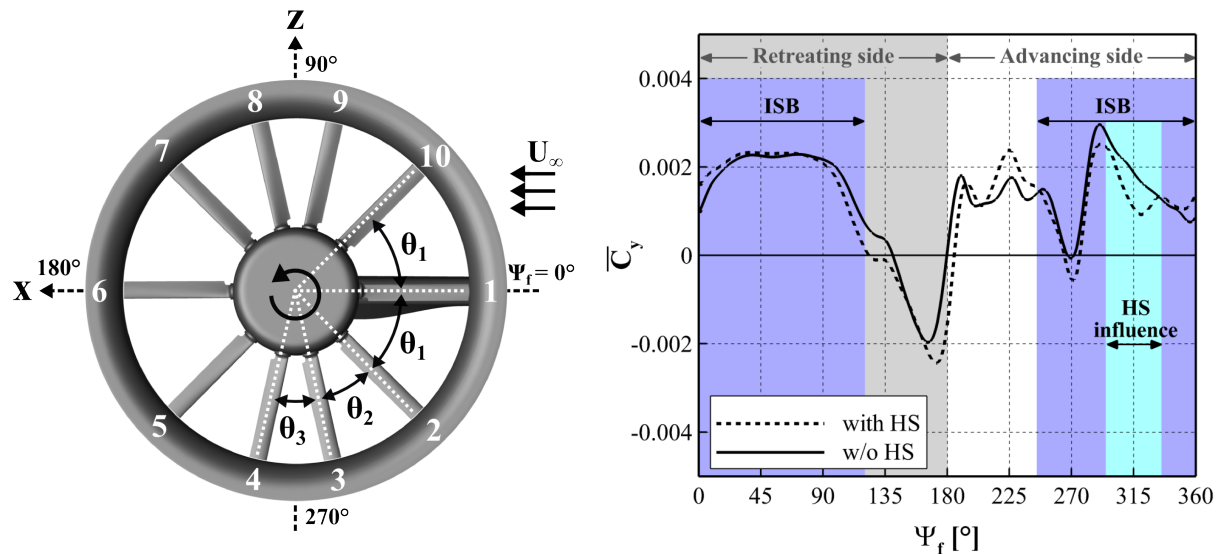 Z
90°
8
9
7
10
U∞
θ₁
180°
Ψf = 0°
X
6
1
θ₁
5
θ₂
2
θ₃
4
3
270°
Retreating side
Advancing side
0.004
ISB
ISB
0.002
C̅y
0
HS
influence
-0.002
-0.004
with HS
w/o HS
0
45
90
135
180
225
270
315
360
Ψf [°]